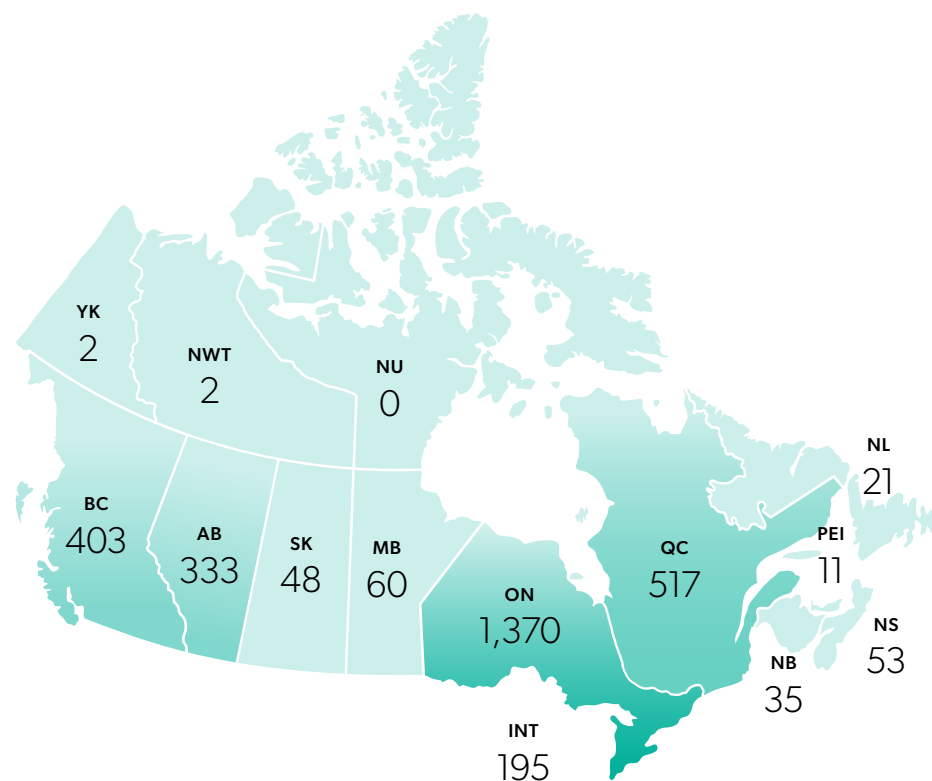 YK
2
NWT
2
NU
0
BC
403
AB
333
SK
48
MB
60
ON
1,370
QC
517
NL
21
PEI
11
NB
35
NS
53
INT
195